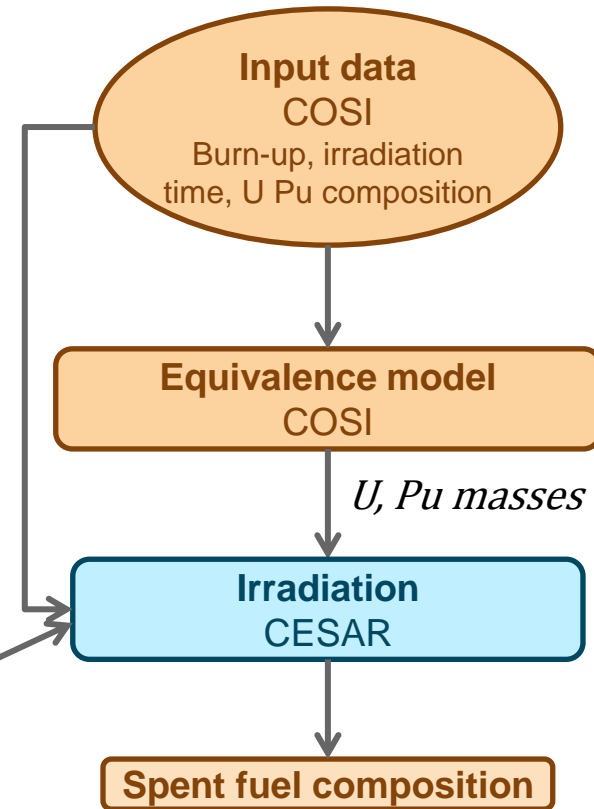 Input data
COSI
Burn-up, irradiation
time, U Pu composition
Equivalence model
COSI
U, Pu masses
Irradiation
CESAR
Spent fuel composition